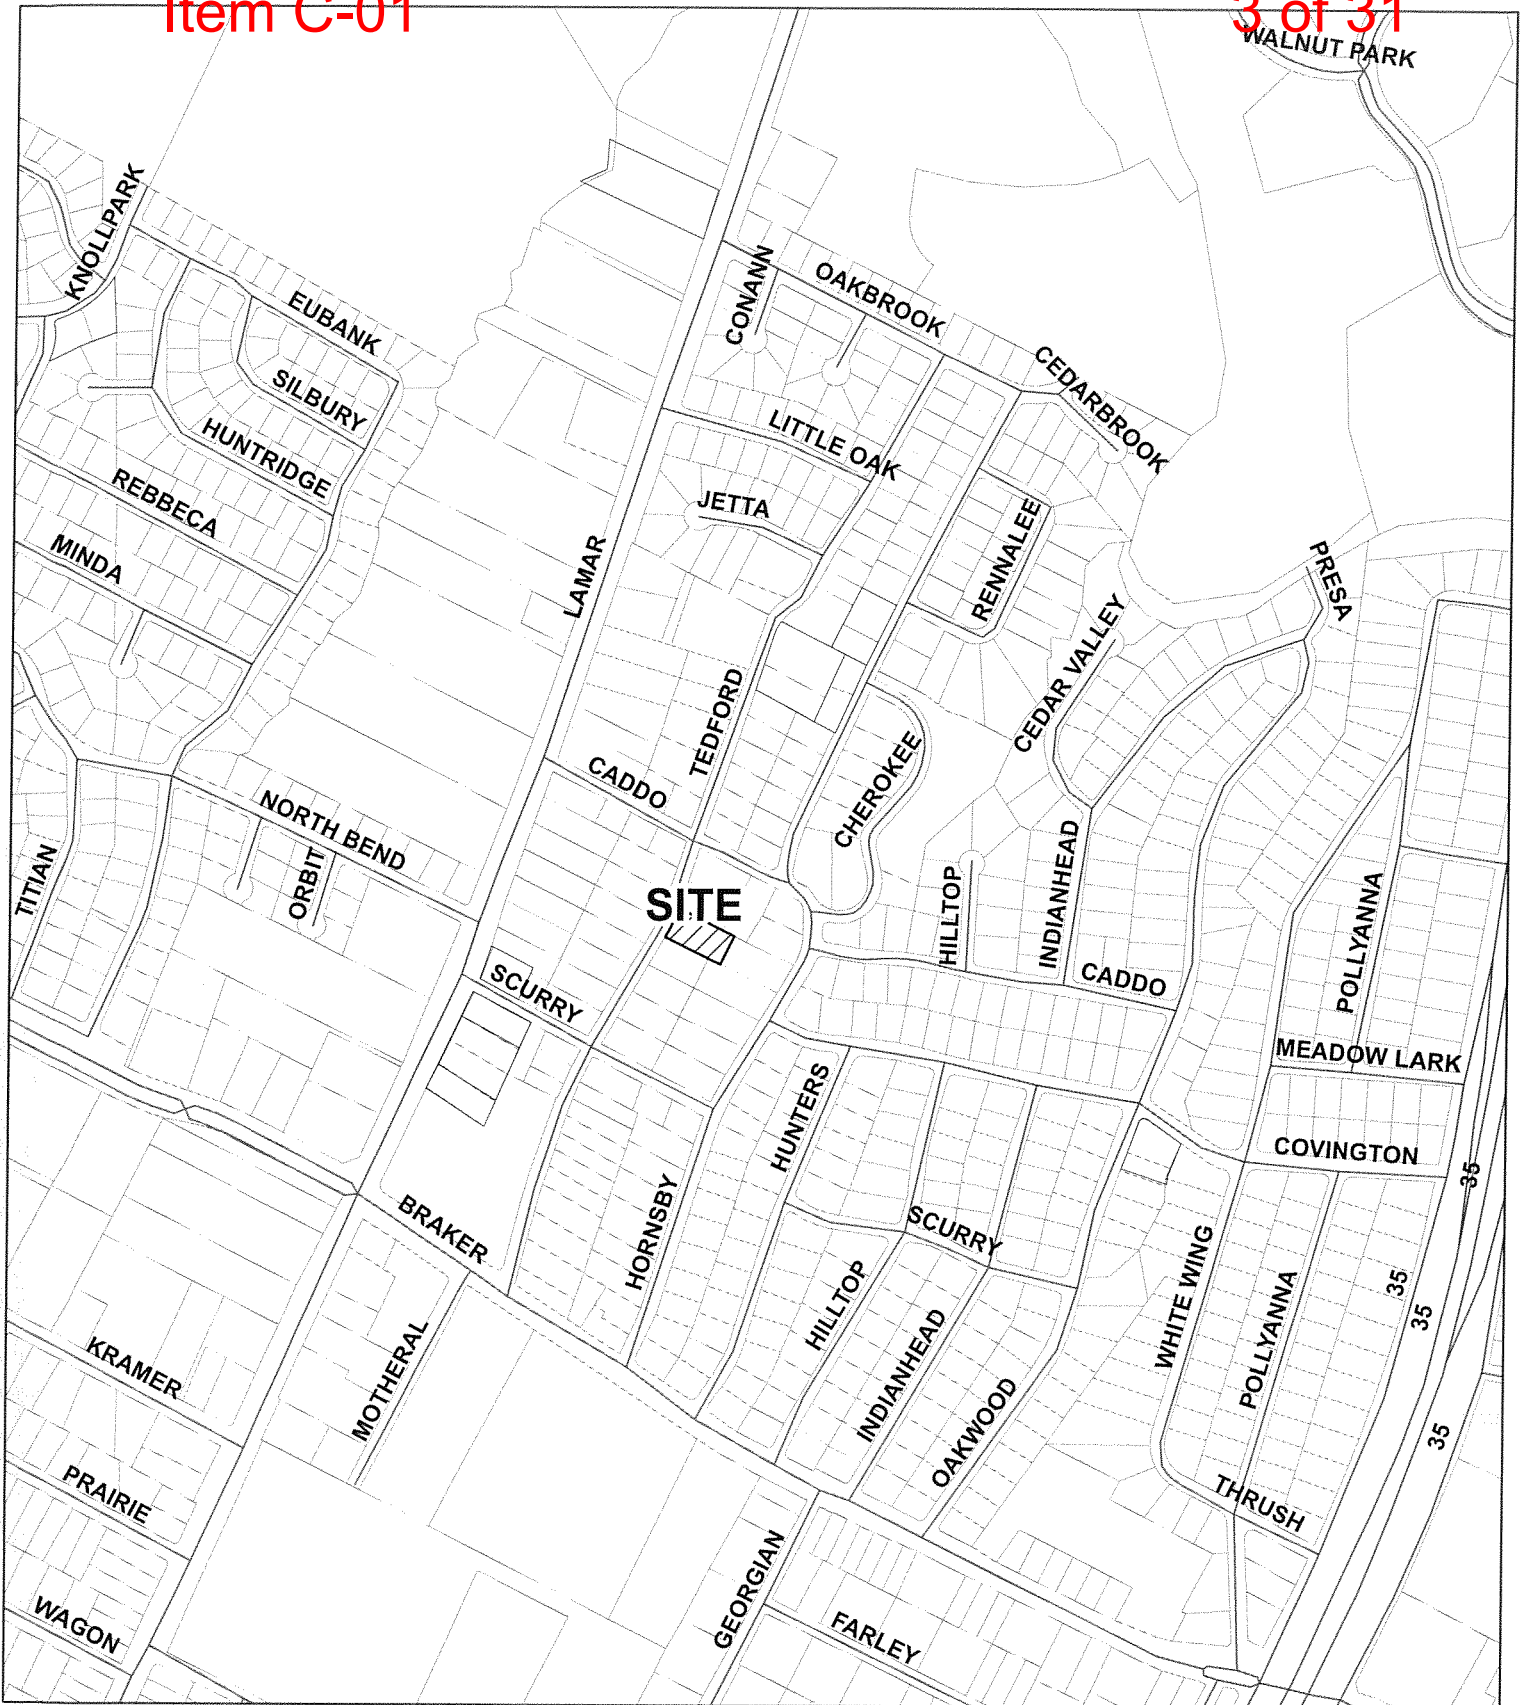 Item C-01
3 of 31
WALNUT PARK
KNOLLPARK
EUBANK
CONANN
OAKBROOK
SILBURY
CEDARBROOK
HUNTRIDGE
LITTLE OAK
REBBECA
JETTA
MINDA
LAMAR
RENNALEE
PRESA
CEDAR VALLEY
TEDFORD
CADDO
CHEROKEE
NORTH BEND
ORBIT
TITIAN
SITE
HILLTOP
INDIANHEAD
POLLYANNA
SCURRY
CADDO
MEADOW LARK
HUNTERS
COVINGTON
35
BRAKER
HORNSBY
SCURRY
WHITE WING
HILLTOP
POLLYANNA
35
35
KRAMER
MOTHERAL
INDIANHEAD
OAKWOOD
35
PRAIRIE
THRUSH
GEORGIAN
WAGON
FARLEY